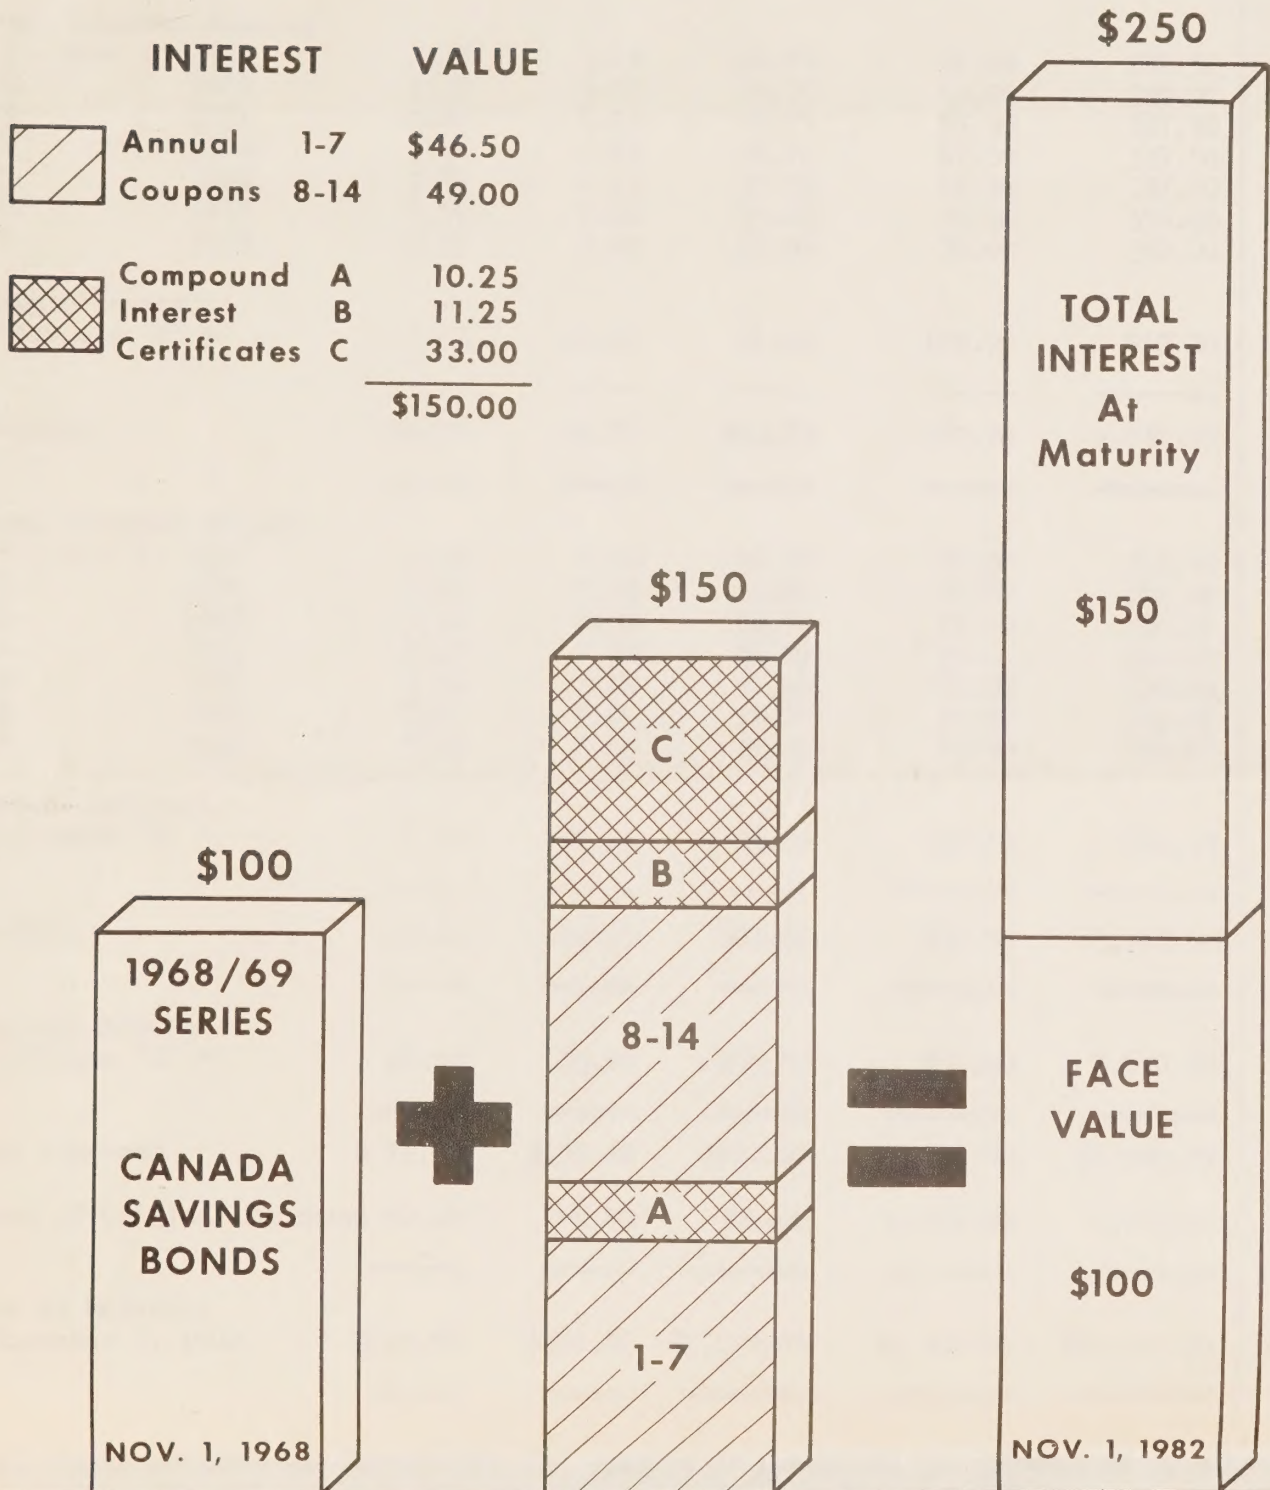 INTEREST VALUE
Annual 1-7 $46.50
Coupons 8-14 49.00
Compound A 10.25
Interest B 11.25
Certificates C 33.00
$150.00
$100
1968/69
SERIES
CANADA
SAVINGS
BONDS
NOV. 1, 1968
$150
C
B
8-14
A
1-7
$250
TOTAL
INTEREST
At
Maturity
$150
FACE
VALUE
$100
NOV. 1, 1982